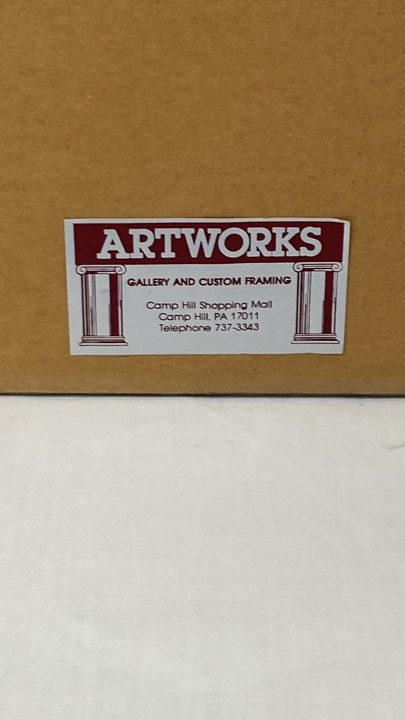 ARTWORKS
GALLERY AND CUSTOM FRAMING
Camp Hill Shopping Mall
Camp Hill, PA 17011
Telephone 737-3343